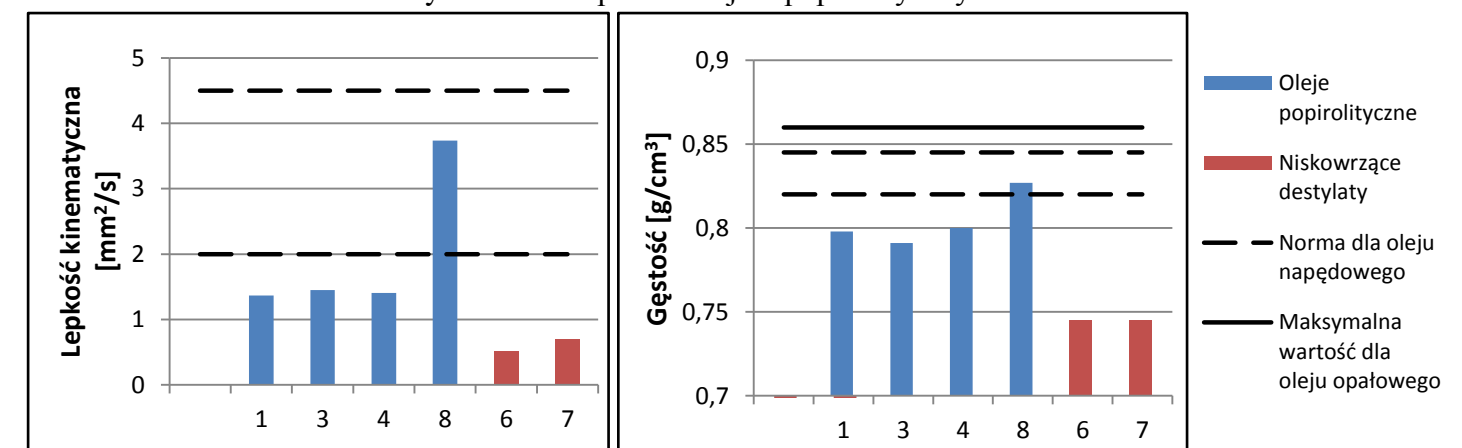 Lepkość kinematyczna
[mm²/s]
5
4
3
2
1
0
1 3 4 8 6 7
Gęstość [g/cm³]
0,9
0,85
0,8
0,75
0,7
1 3 4 8 6 7
Oleje
popirolityczne
Niskowrzące
destylaty
Norma dla oleju
napędowego
Maksymalna
wartość dla
oleju opałowego